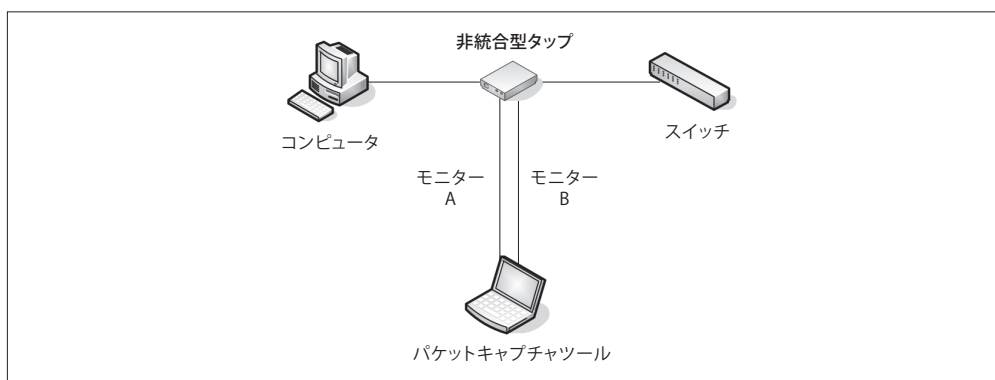 非統合型タップ
コンピュータ
スイッチ
モニター
A
モニター
B
パケットキャプチャツール